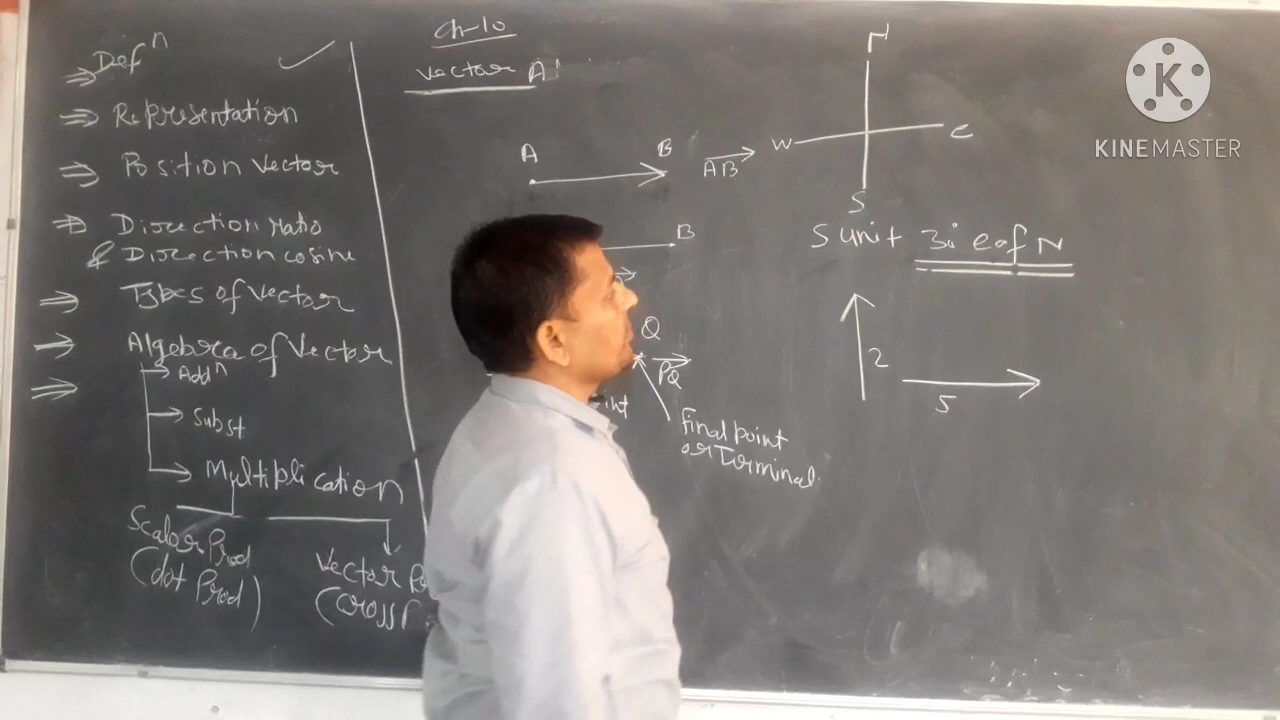 ⇒ Defⁿ ✓
⇒ Representation
⇒ Position Vector
⇒ Direction ratio
& Direction cosine
⇒ Types of Vector
⇒ Algebra of Vector
⇒
→ Addⁿ
→ Subst
→ Multiplication
Scalar Prod
(dot Prod)
Vector
(cross
Ch-10
Vector
A B AB
B
Q
PQ
Final point
or Terminal
W E
S
5 unit 30° E of N
2
5
K
KINEMASTER